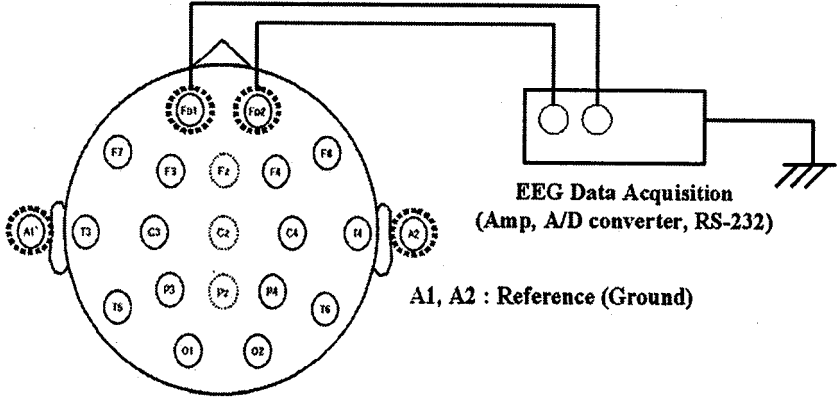 Fp1 Fp2
F7 F3 Fz F4 F8
A1 T3 C3 Cz C4 T4 A2
T5 P3 Pz P4 T6
O1 O2
EEG Data Acquisition
(Amp, A/D converter, RS-232)
A1, A2 : Reference (Ground)